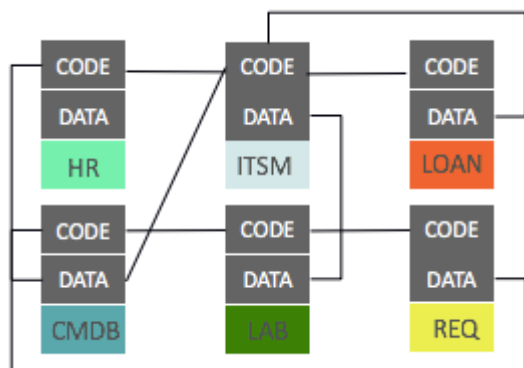 CODE CODE CODE
DATA DATA DATA
HR ITSM LOAN
CODE CODE CODE
DATA DATA DATA
CMDB LAB REQ